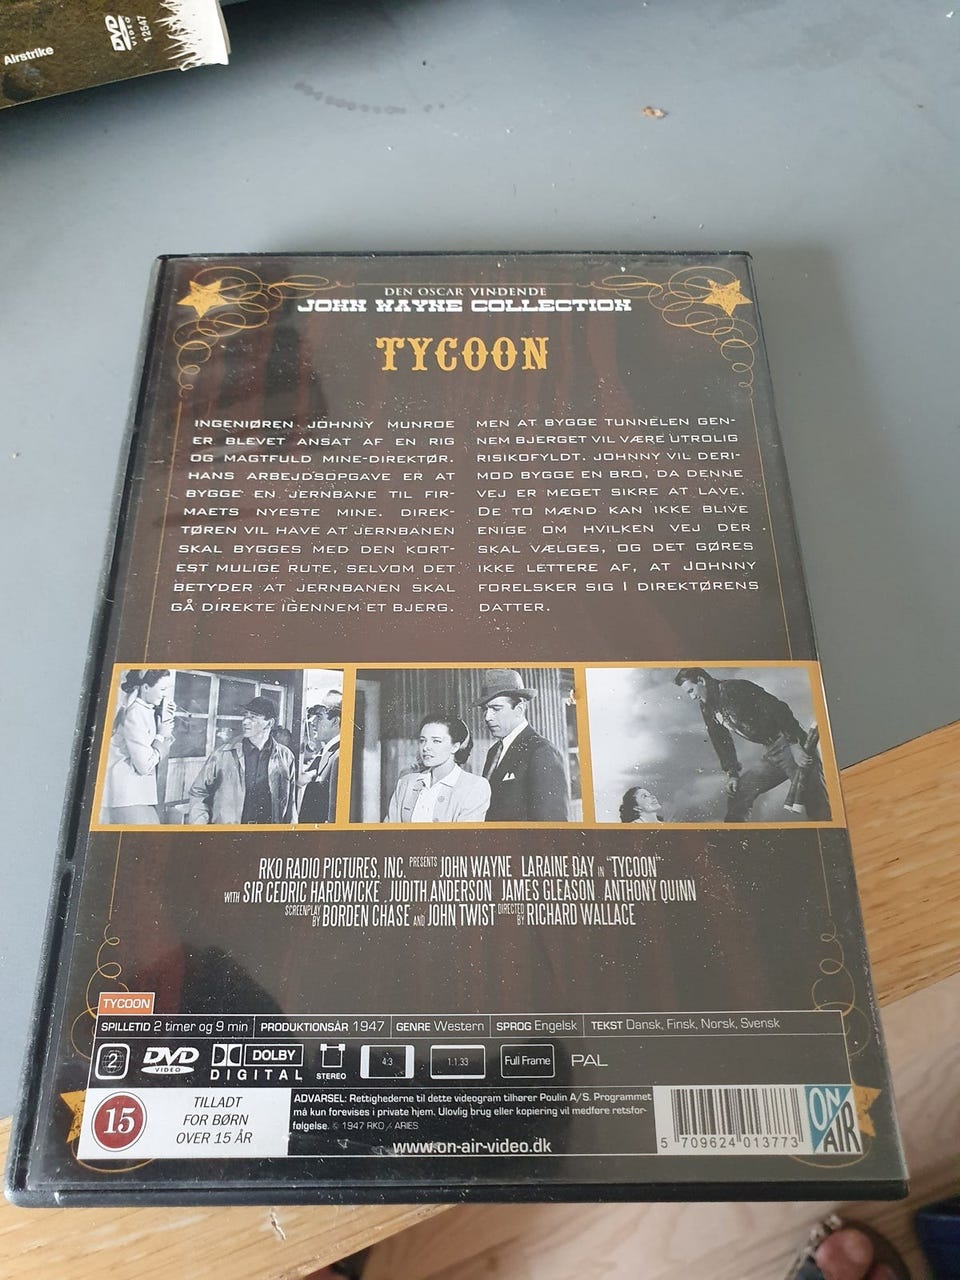 Airstrike
DVD
VIDEO
12547
DEN OSCAR VINDENDE
JOHN WAYNE COLLECTION
TYCOON
INGENIØREN JOHNNY MUNROE
ER BLEVET ANSAT AF EN RIG
OG MAGTFULD MINE-DIREKTØR.
HANS ARBEJDSOPGAVE ER AT
BYGGE EN JERNBANE TIL FIR-
MAETS NYESTE MINE. DIREK-
TØREN VIL HAVE AT JERNBANEN
SKAL BYGGES MED DEN KORT-
EST MULIGE RUTE, SELVOM DET
BETYDER AT JERNBANEN SKAL
GÅ DIREKTE IGENNEM ET BJERG.
MEN AT BYGGE TUNNELEN GEN-
NEM BJERGET VIL VÆRE UTROLIG
RISIKOFYLDT. JOHNNY VIL DERI-
MOD BYGGE EN BRO, DA DENNE
VEJ ER MEGET SIKRE AT LAVE.
DE TO MÆND KAN IKKE BLIVE
ENIGE OM HVILKEN VEJ DER
SKAL VÆLGES, OG DET GØRES
IKKE LETTERE AF, AT JOHNNY
FORELSKER SIG I DIREKTØRENS
DATTER.
RKO RADIO PICTURES, INC. PRESENTS JOHN WAYNE LARAINE DAY IN "TYCOON"
WITH SIR CEDRIC HARDWICKE JUDITH ANDERSON JAMES GLEASON ANTHONY QUINN
SCREENPLAY BY BORDEN CHASE AND JOHN TWIST DIRECTED BY RICHARD WALLACE
TYCOON
SPILLETID 2 timer og 9 min PRODUKTIONSÅR 1947 GENRE Western SPROG Engelsk TEKST Dansk, Finsk, Norsk, Svensk
2 DVD VIDEO DOLBY DIGITAL STEREO 4:3 1:1.33 Full Frame PAL
15
TILLADT
FOR BØRN
OVER 15 ÅR
ADVARSEL: Rettighederne til dette videogram tilhører Poulin A/S. Programmet
må kun forevises i private hjem. Ulovlig brug eller kopiering vil medføre retsfor-
følgelse. © 1947 RKO / ARIES
www.on-air-video.dk
5 709624 013773
ON AIR